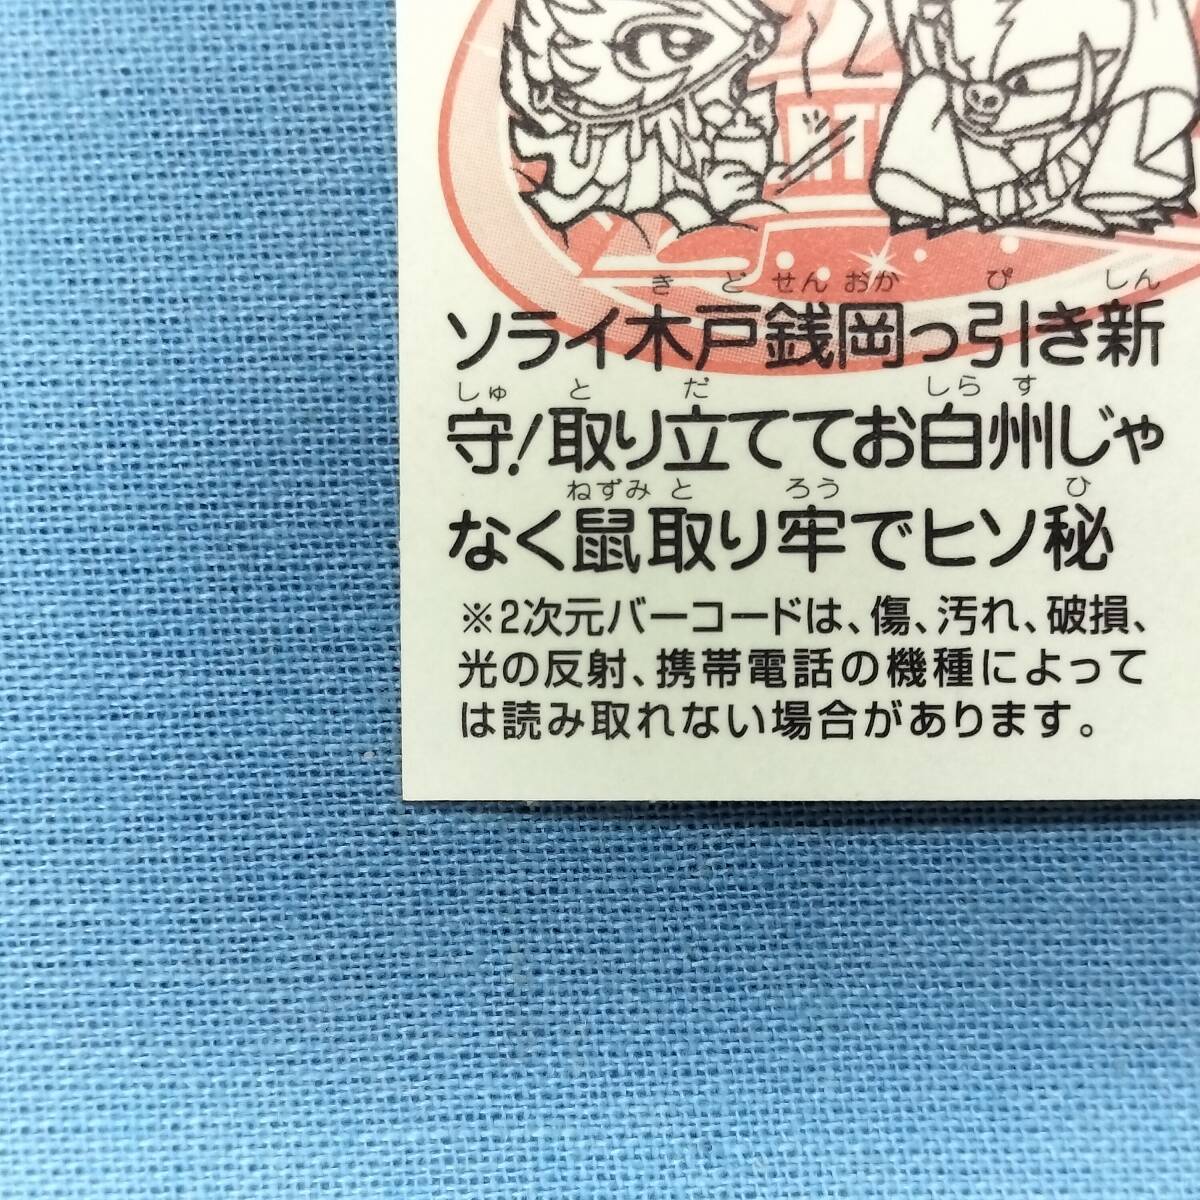 RT
き ど せん おか ぴ しん
ソライ木戸銭岡っ引き新
しゅ と だ しら す
守!取り立ててお白州じゃ
ねずみ と ろう ひ
なく鼠取り牢でヒソ秘
※2次元バーコードは、傷、汚れ、破損、
光の反射、携帯電話の機種によって
は読み取れない場合があります。